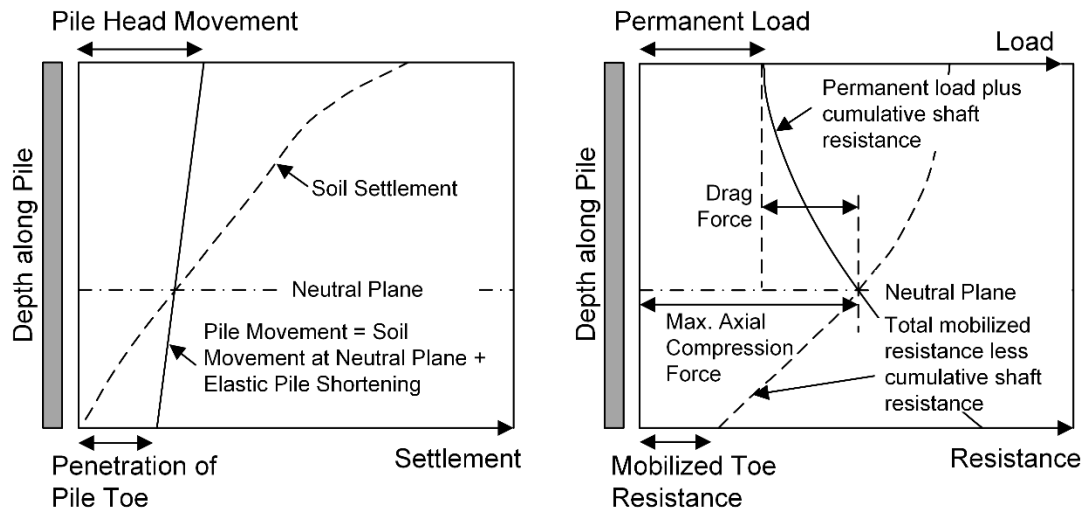 Pile Head Movement
Depth along Pile
Soil Settlement
Neutral Plane
Pile Movement = Soil
Movement at Neutral Plane +
Elastic Pile Shortening
Penetration of
Pile Toe
Settlement
Permanent Load
Load
Depth along Pile
Permanent load plus
cumulative shaft
resistance
Drag
Force
Neutral Plane
Max. Axial
Compression
Force
Total mobilized
resistance less
cumulative shaft
resistance
Mobilized Toe
Resistance
Resistance